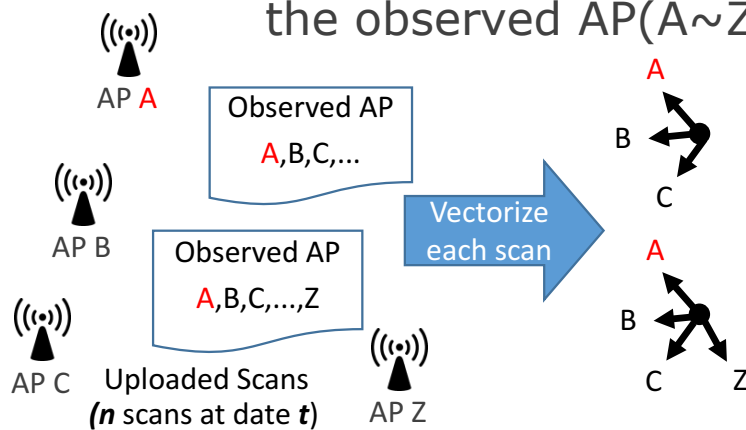 the observed AP(A~Z
AP A
Observed AP
A,B,C,...
AP B
Observed AP
A,B,C,...,Z
AP C
Uploaded Scans
(n scans at date t)
AP Z
Vectorize
each scan
A
B
C
A
B
C
Z